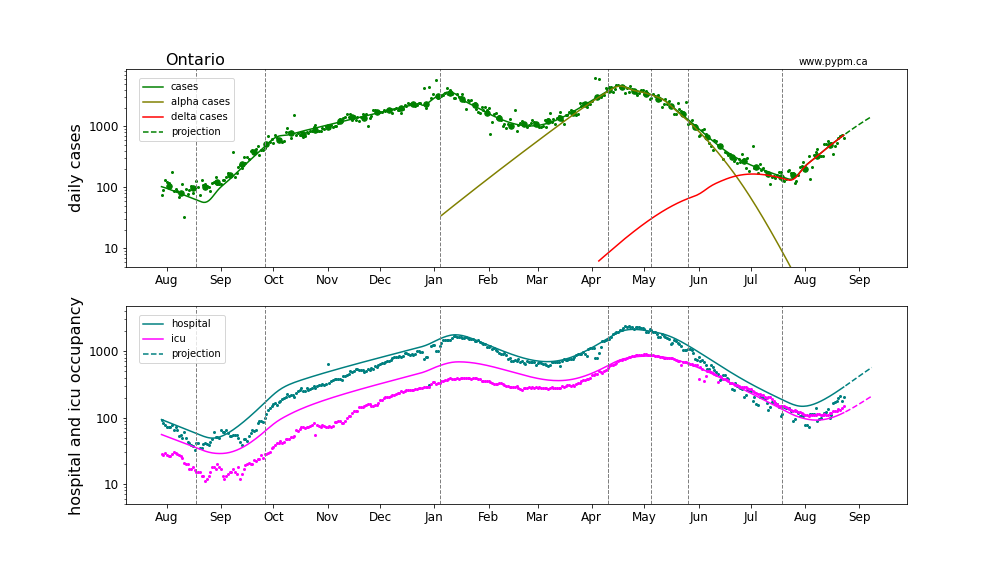 Ontario
www.pypm.ca
cases
alpha cases
delta cases
projection
daily cases
1000
100
10
Aug Sep Oct Nov Dec Jan Feb Mar Apr May Jun Jul Aug Sep
hospital
icu
projection
hospital and icu occupancy
1000
100
10
Aug Sep Oct Nov Dec Jan Feb Mar Apr May Jun Jul Aug Sep